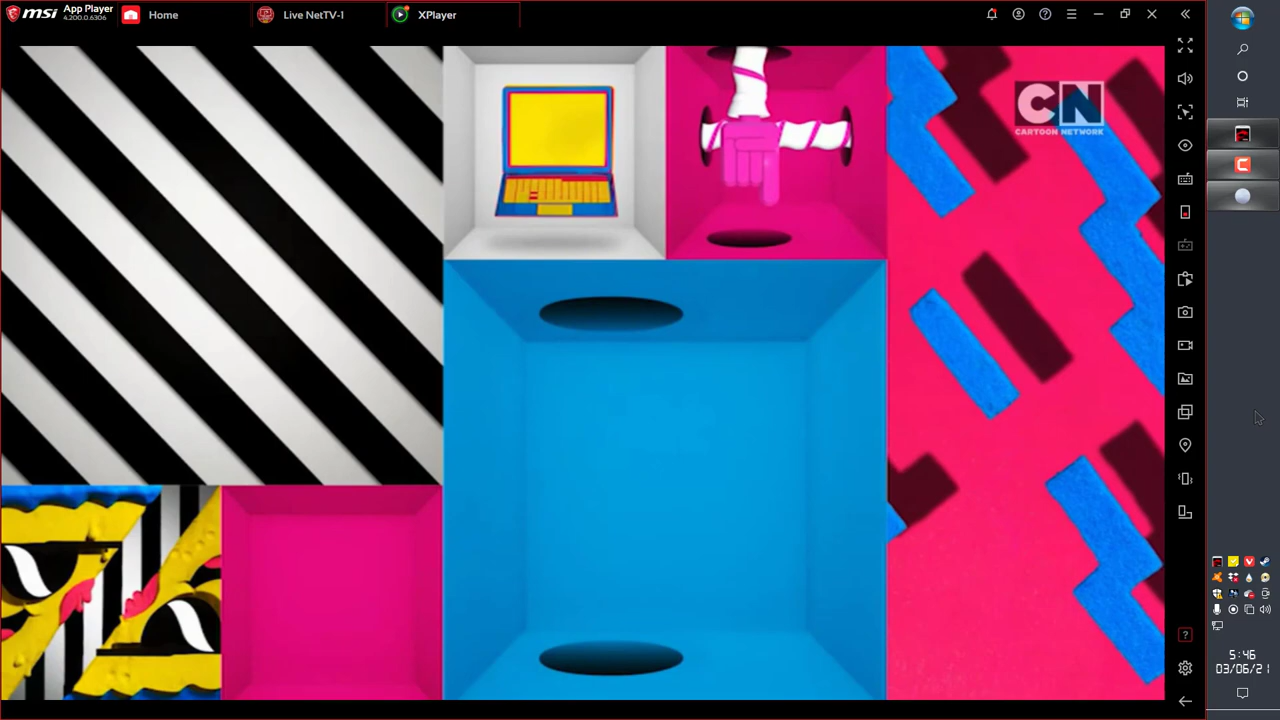 msi App Player
4.200.0.6306
Home
Live NetTV-1
XPlayer
CN
CARTOON NETWORK
5:46
03/06/21